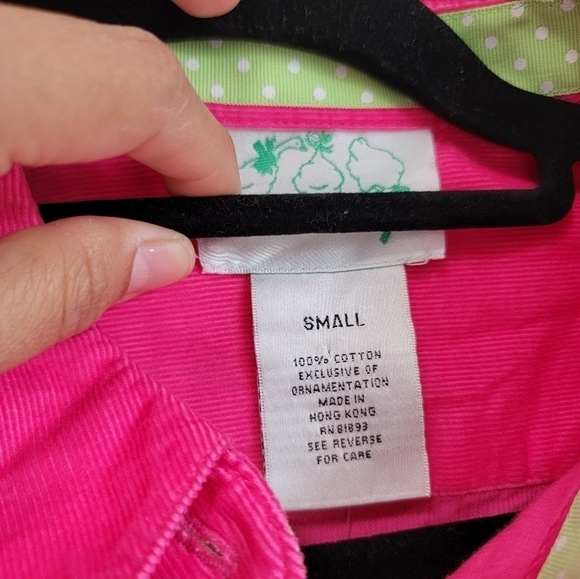 SMALL
100% COTTON
EXCLUSIVE OF
ORNAMENTATION
MADE IN
HONG KONG
RN 81893
SEE REVERSE
FOR CARE